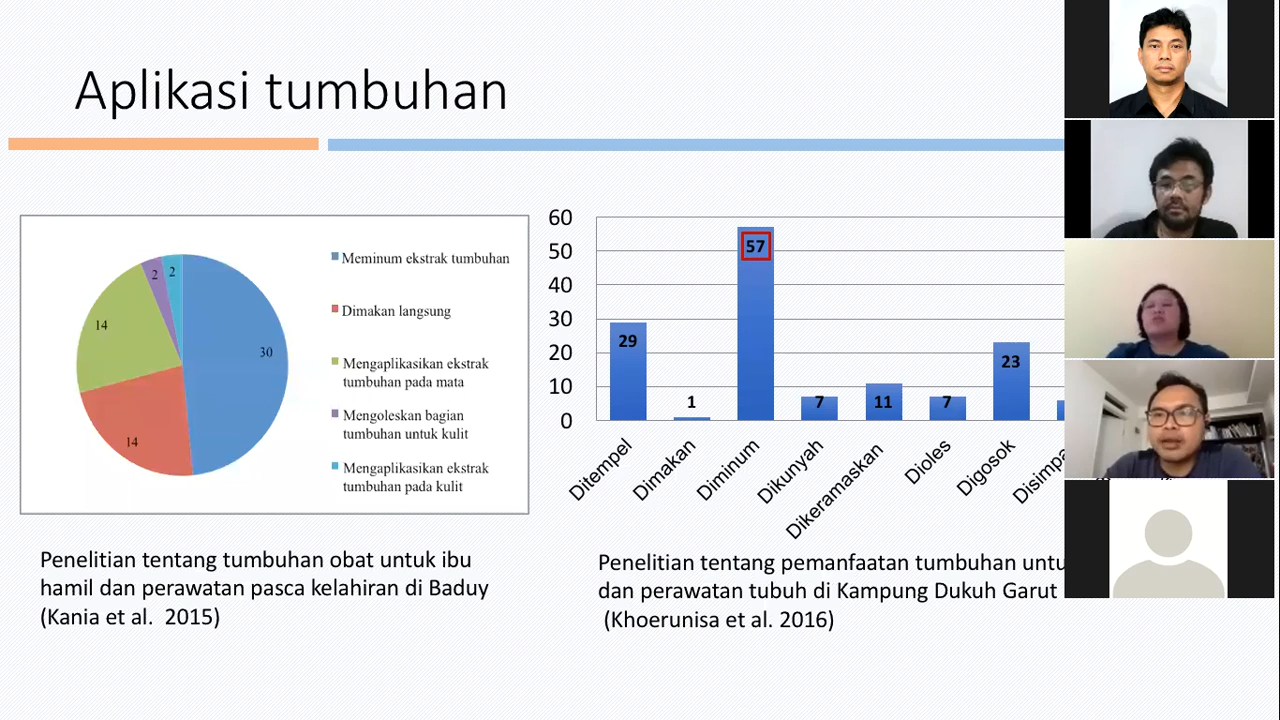 Aplikasi tumbuhan
30
14
14
2
2
Meminum ekstrak tumbuhan
Dimakan langsung
Mengaplikasikan ekstrak
tumbuhan pada mata
Mengoleskan bagian
tumbuhan untuk kulit
Mengaplikasikan ekstrak
tumbuhan pada kulit
60
50
40
30
20
10
0
29
1
57
7
11
7
23
Ditempel
Dimakan
Diminum
Dikunyah
Dikeramaskan
Dioles
Digosok
Disimpa
Penelitian tentang tumbuhan obat untuk ibu
hamil dan perawatan pasca kelahiran di Baduy
(Kania et al. 2015)
Penelitian tentang pemanfaatan tumbuhan untu
dan perawatan tubuh di Kampung Dukuh Garut
(Khoerunisa et al. 2016)